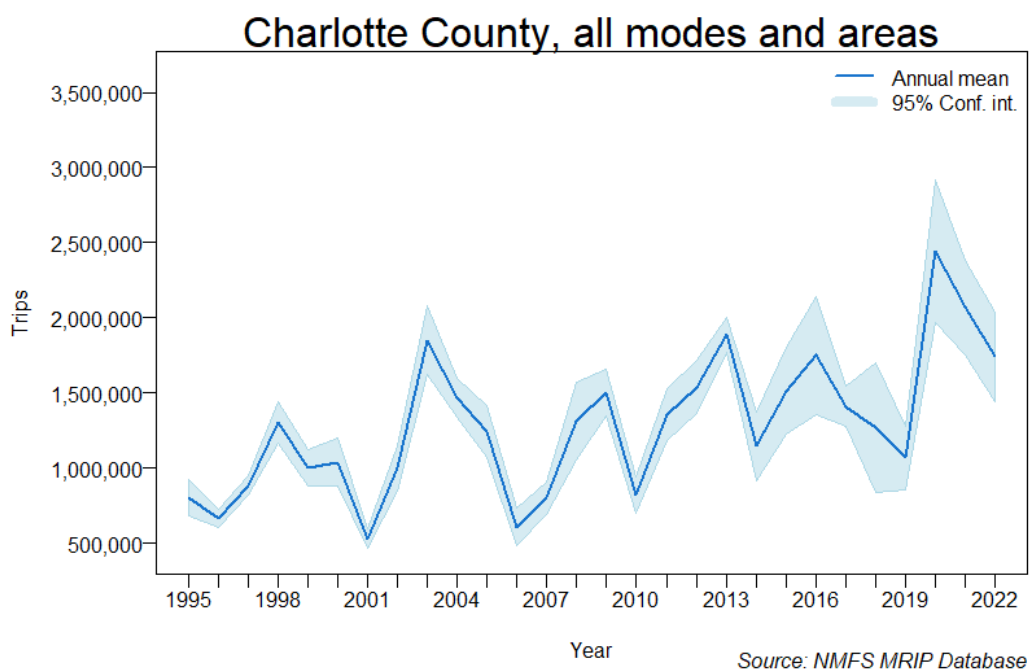 Charlotte County, all modes and areas
Annual mean
95% Conf. int.
3,500,000
3,000,000
2,500,000
2,000,000
1,500,000
1,000,000
500,000
Trips
1995 1998 2001 2004 2007 2010 2013 2016 2019 2022
Year
Source: NMFS MRIP Database